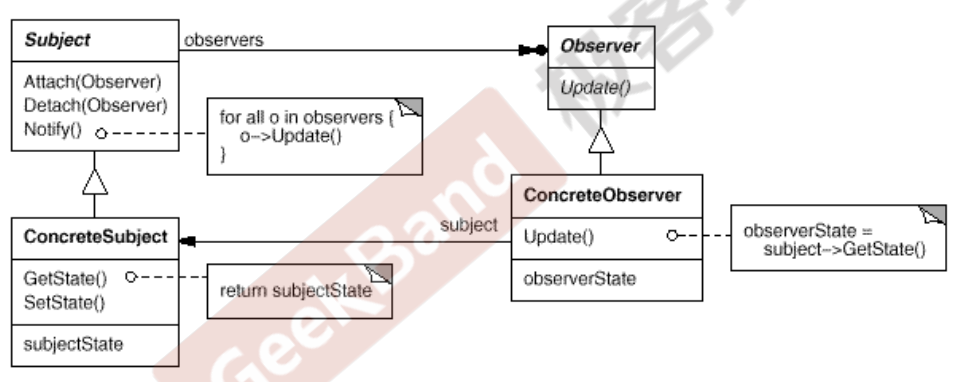 Subject
observers
Observer
Attach(Observer)
Detach(Observer)
Notify()
Update()
for all o in observers {
o->Update()
}
ConcreteObserver
ConcreteSubject
subject
Update()
observerState =
subject->GetState()
GetState()
SetState()
return subjectState
observerState
subjectState
GeekBand
极客